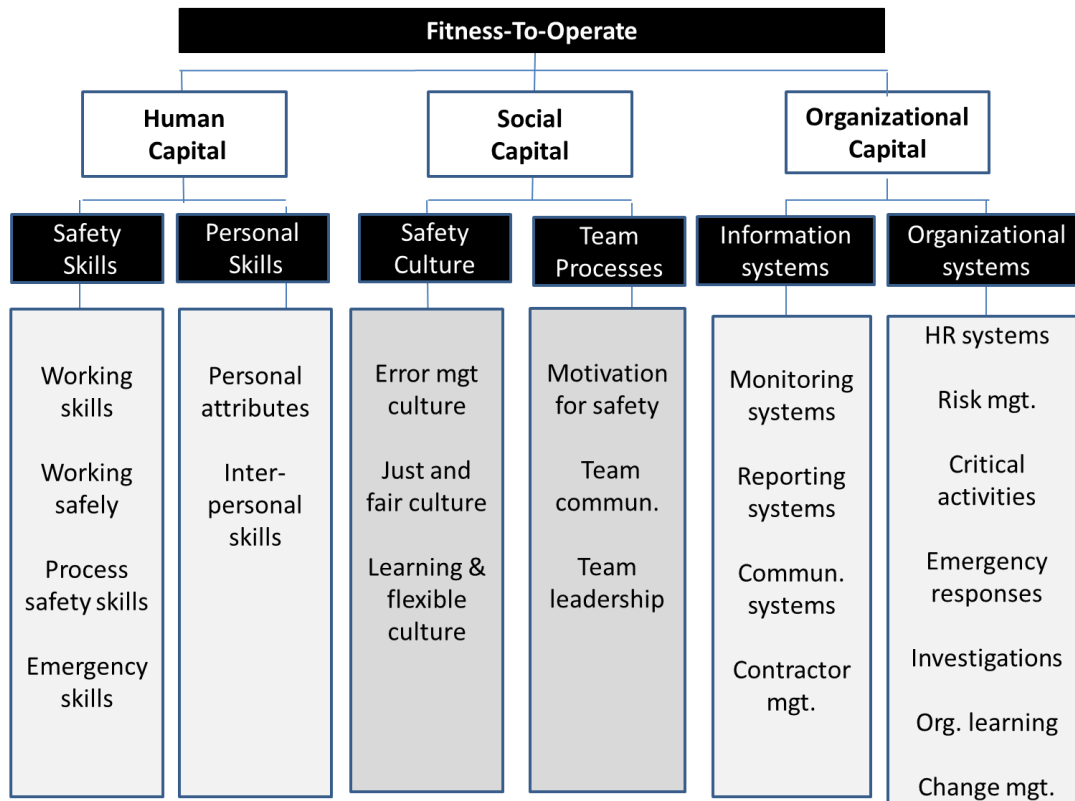 Fitness-To-Operate
Human
Capital
Social
Capital
Organizational
Capital
Safety
Skills
Personal
Skills
Safety
Culture
Team
Processes
Information
systems
Organizational
systems
Working
skills
Working
safely
Process
safety skills
Emergency
skills
Personal
attributes
Inter-
personal
skills
Error mgt
culture
Just and
fair culture
Learning &
flexible
culture
Motivation
for safety
Team
commun.
Team
leadership
Monitoring
systems
Reporting
systems
Commun.
systems
Contractor
mgt.
HR systems
Risk mgt.
Critical
activities
Emergency
responses
Investigations
Org. learning
Change mgt.